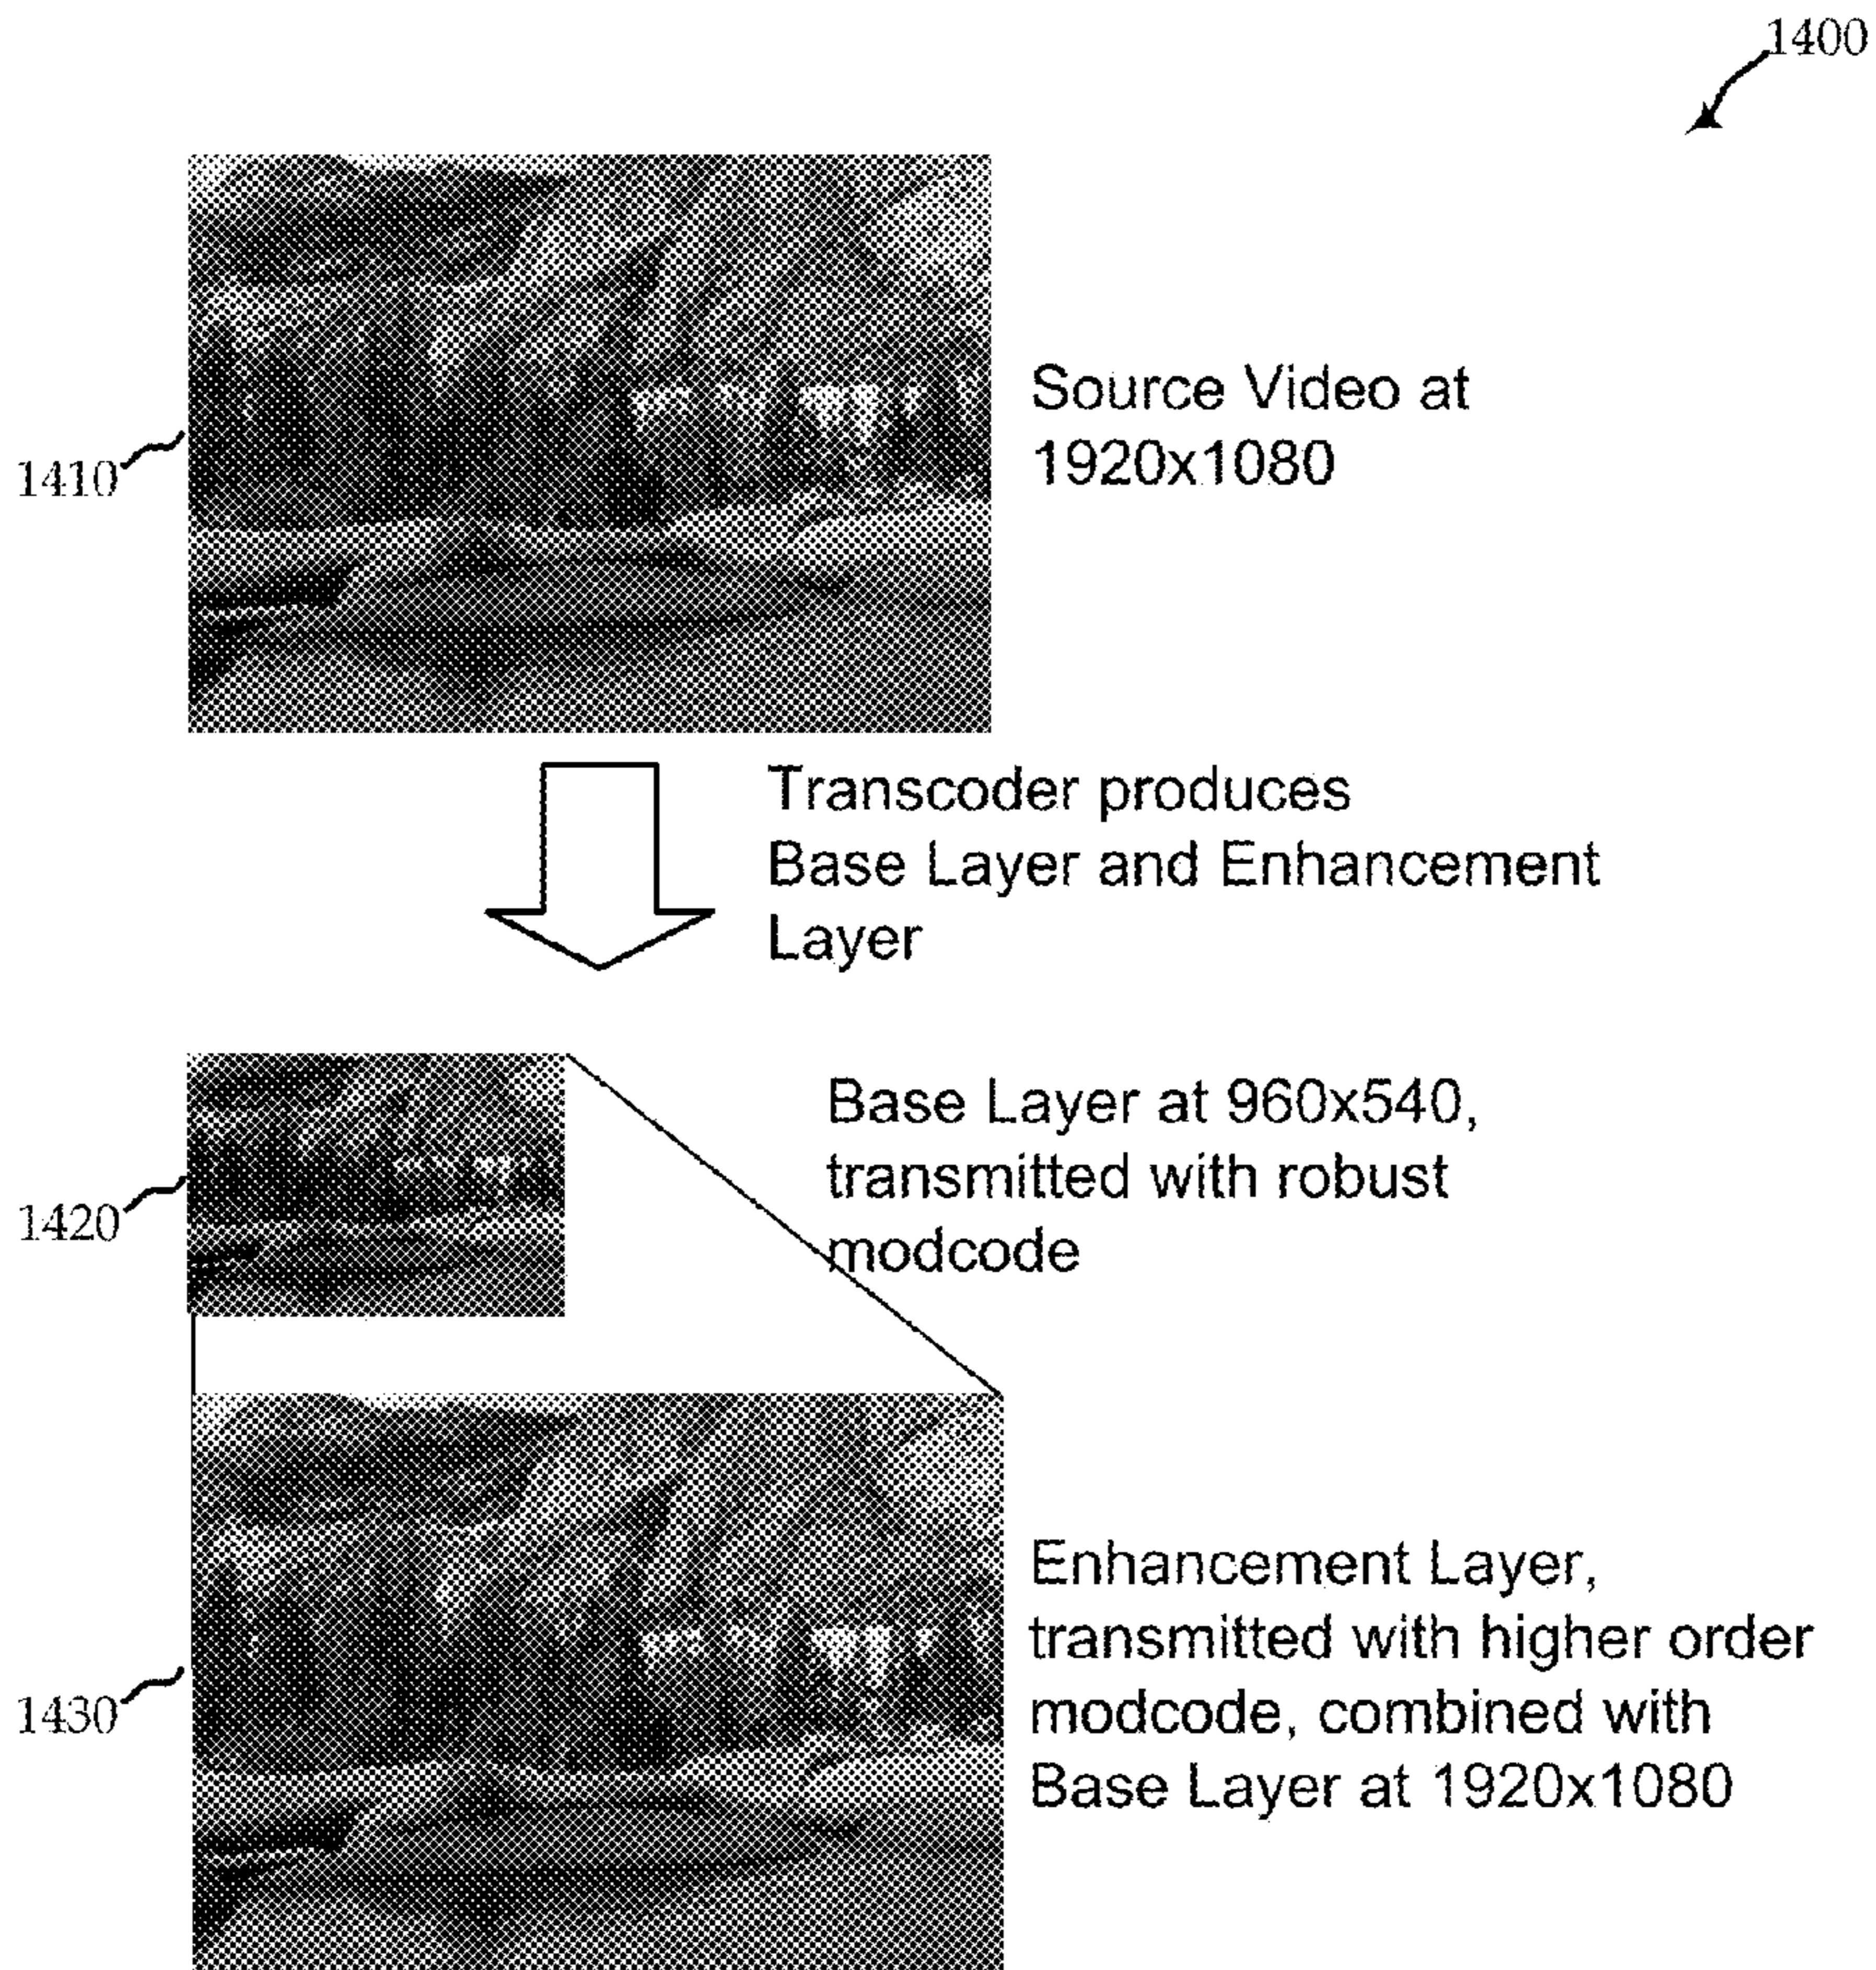 1400
1410
Source Video at
1920x1080
Transcoder produces
Base Layer and Enhancement
Layer
1420
Base Layer at 960x540,
transmitted with robust
modcode
1430
Enhancement Layer,
transmitted with higher order
modcode, combined with
Base Layer at 1920x1080